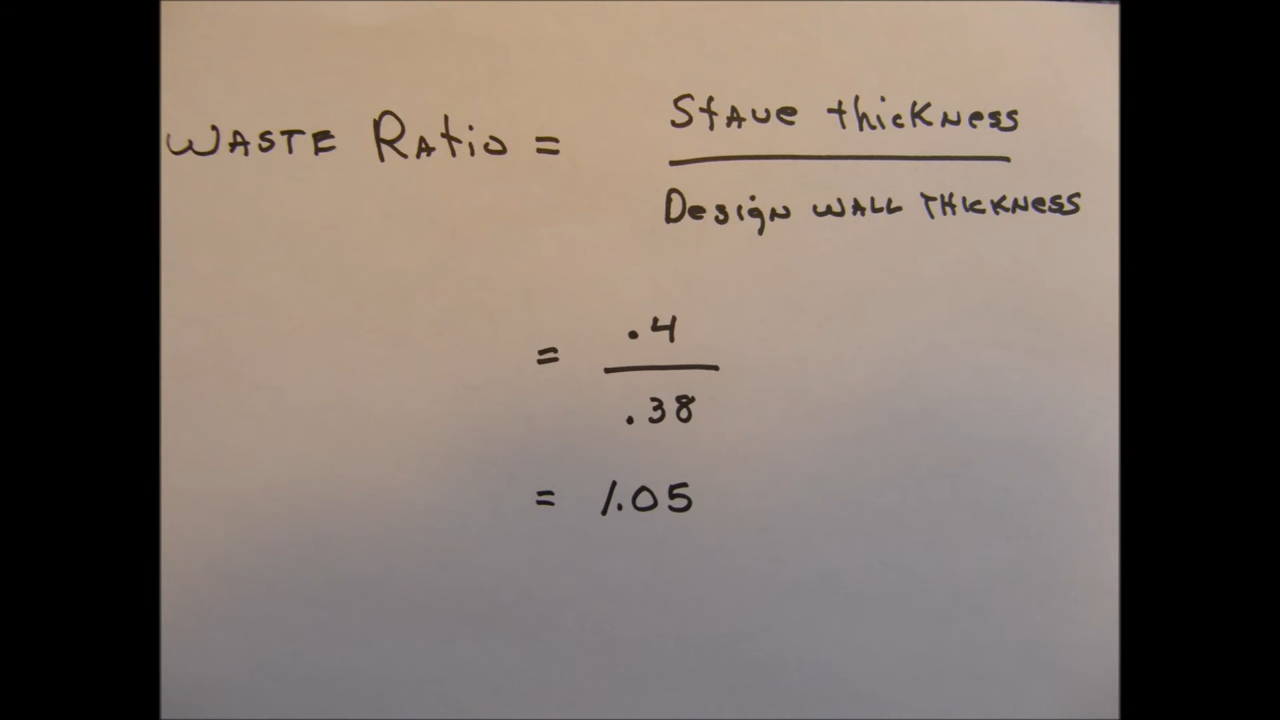 WASTE Ratio = Stave thickness
Design WALL THICKNESS
= .4
.38
= 1.05